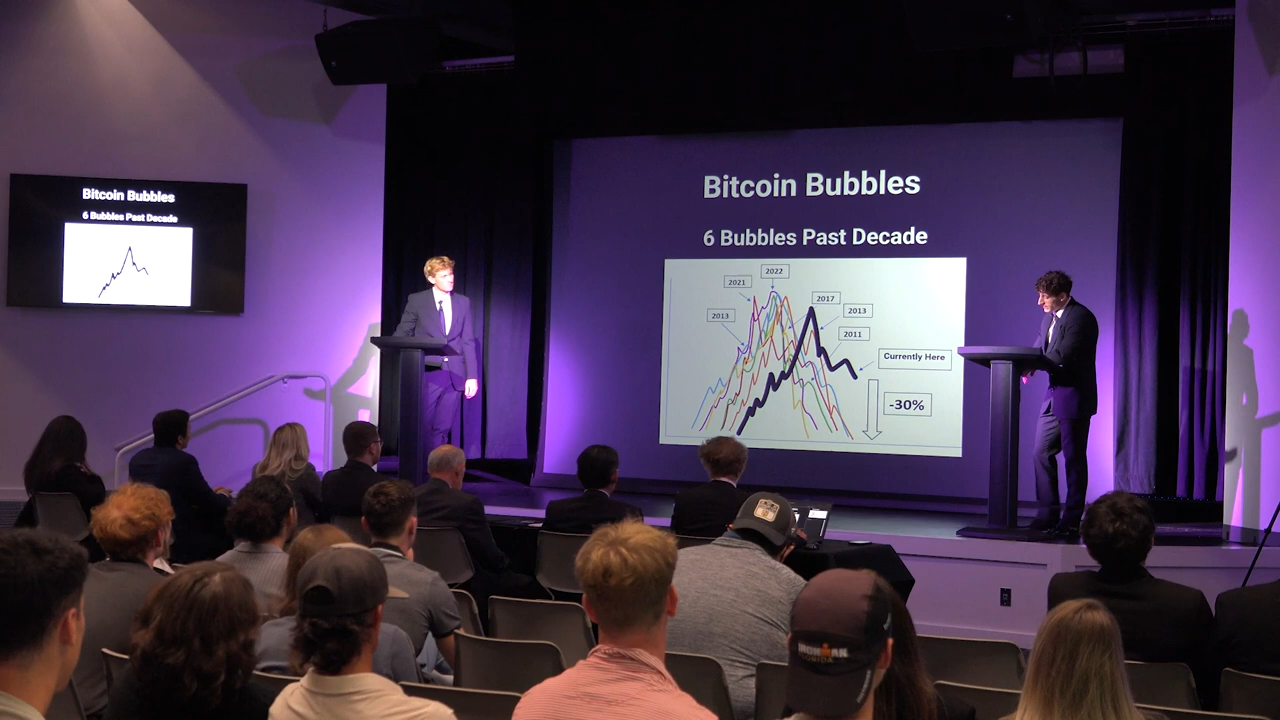 Bitcoin Bubbles
6 Bubbles Past Decade
Bitcoin Bubbles
6 Bubbles Past Decade
2022
2021
2017
2013
2013
2011
Currently Here
-30%
IRONMAN
FLORIDA